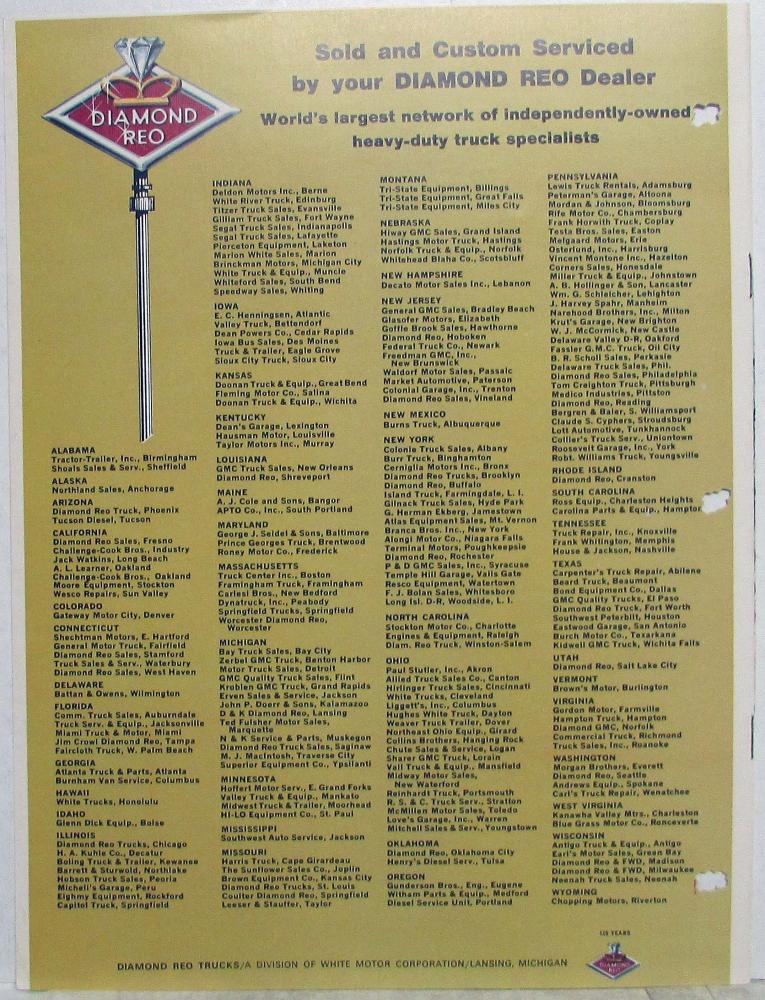 DIAMOND
REO
Sold and Custom Serviced
by your DIAMOND REO Dealer
World's largest network of independently-owned
heavy-duty truck specialists
ALABAMA
Tractor-Trailer, Inc., Birmingham
Shoals Sales & Serv., Sheffield
ALASKA
Northland Sales, Anchorage
ARIZONA
Diamond Reo Truck, Phoenix
Tucson Diesel, Tucson
CALIFORNIA
Diamond Reo Sales, Fresno
Challenge-Cook Bros., Industry
Jack Watkins, Long Beach
A. L. Learner, Oakland
Challenge-Cook Bros., Oakland
Moore Equipment, Stockton
Wesco Repairs, Sun Valley
COLORADO
Gateway Motor City, Denver
CONNECTICUT
Shechtman Motors, E. Hartford
General Motor Truck, Fairfield
Diamond Reo Sales, Stamford
Truck Sales & Serv., Waterbury
Diamond Reo Sales, West Haven
DELAWARE
Battan & Owens, Wilmington
FLORIDA
Comm. Truck Sales, Auburndale
Truck Serv. & Equip., Jacksonville
Miami Truck & Motor, Miami
Jim Crowl Diamond Reo, Tampa
Faircloth Truck, W. Palm Beach
GEORGIA
Atlanta Truck & Parts, Atlanta
Burnham Van Service, Columbus
HAWAII
White Trucks, Honolulu
IDAHO
Glenn Dick Equip., Boise
ILLINOIS
Diamond Reo Trucks, Chicago
H. A. Kuhle Co., Decatur
Boling Truck & Trailer, Kewanee
Barrett & Sturwold, Northlake
Hobson Truck Sales, Peoria
Micheli's Garage, Peru
Eighmy Equipment, Rockford
Capitol Truck, Springfield
INDIANA
Deldon Motors Inc., Berne
White River Truck, Edinburg
Titzer Truck Sales, Evansville
Gilliam Truck Sales, Fort Wayne
Segal Truck Sales, Indianapolis
Segal Truck Sales, Lafayette
Pierceton Equipment, Laketon
Marion White Sales, Marion
Brinckman Motors, Michigan City
White Truck & Equip., Muncie
Whiteford Sales, South Bend
Speedway Sales, Whiting
IOWA
E. C. Henningsen, Atlantic
Valley Truck, Bettendorf
Dean Powers Co., Cedar Rapids
Iowa Bus Sales, Des Moines
Truck & Trailer, Eagle Grove
Sioux City Truck, Sioux City
KANSAS
Doonan Truck & Equip., Great Bend
Fleming Motor Co., Salina
Doonan Truck & Equip., Wichita
KENTUCKY
Dean's Garage, Lexington
Hausman Motor, Louisville
Taylor Motors Inc., Murray
LOUISIANA
GMC Truck Sales, New Orleans
Diamond Reo, Shreveport
MAINE
A. J. Cole and Sons, Bangor
APTO Co., Inc., South Portland
MARYLAND
George J. Seidel & Sons, Baltimore
Prince Georges Truck, Brentwood
Roney Motor Co., Frederick
MASSACHUSETTS
Truck Center Inc., Boston
Framingham Truck, Framingham
Carlesi Bros., New Bedford
Dynatruck, Inc., Peabody
Springfield Trucks, Springfield
Worcester Diamond Reo,
Worcester
MICHIGAN
Bay Truck Sales, Bay City
Zerbel GMC Truck, Benton Harbor
Motor Truck Sales, Detroit
GMC Quality Truck Sales, Flint
Kroblen GMC Truck, Grand Rapids
Erven Sales & Service, Jackson
John P. Doerr & Sons, Kalamazoo
D & K Diamond Reo, Lansing
Ted Fulsher Motor Sales,
Marquette
N & K Service & Parts, Muskegon
Diamond Reo Truck Sales, Saginaw
M. J. MacIntosh, Traverse City
Superior Equipment Co., Ypsilanti
MINNESOTA
Hoffert Motor Serv., E. Grand Forks
Valley Truck & Equip., Mankato
Midwest Truck & Trailer, Moorhead
HI-LO Equipment Co., St. Paul
MISSISSIPPI
Southwest Auto Service, Jackson
MISSOURI
Harris Truck, Cape Girardeau
The Sunflower Sales Co., Joplin
Brown Equipment Co., Kansas City
Diamond Reo Trucks, St. Louis
Coulter Diamond Reo, Springfield
Leeser & Stauffer, Taylor
MONTANA
Tri-State Equipment, Billings
Tri-State Equipment, Great Falls
Tri-State Equipment, Miles City
NEBRASKA
Hiway GMC Sales, Grand Island
Hastings Motor Truck, Hastings
Norfolk Truck & Equip., Norfolk
Whitehead Blaha Co., Scotsbluff
NEW HAMPSHIRE
Decato Motor Sales Inc., Lebanon
NEW JERSEY
General GMC Sales, Bradley Beach
Glasofer Motors, Elizabeth
Goffle Brook Sales, Hawthorne
Diamond Reo, Hoboken
Federal Truck Co., Newark
Freedman GMC, Inc.,
New Brunswick
Waldorf Motor Sales, Passaic
Market Automotive, Paterson
Colonial Garage, Inc., Trenton
Diamond Reo Sales, Vineland
NEW MEXICO
Burns Truck, Albuquerque
NEW YORK
Colonie Truck Sales, Albany
Burr Truck, Binghamton
Cerniglia Motors Inc., Bronx
Diamond Reo Trucks, Brooklyn
Diamond Reo, Buffalo
Island Truck, Farmingdale, L. I.
Gilnack Truck Sales, Hyde Park
G. Herman Ekberg, Jamestown
Atlas Equipment Sales, Mt. Vernon
Branca Bros. Inc., New York
Alongi Motor Co., Niagara Falls
Terminal Motors, Poughkeepsie
Diamond Reo, Rochester
P & D GMC Sales, Inc., Syracuse
Temple Hill Garage, Vails Gate
Resco Equipment, Watertown
F. J. Bolan Sales, Whitesboro
Long Isl. D-R, Woodside, L. I.
NORTH CAROLINA
Stockton Motor Co., Charlotte
Engines & Equipment, Raleigh
Diam. Reo Truck, Winston-Salem
OHIO
Paul Stutler, Inc., Akron
Allied Truck Sales Co., Canton
Hirlinger Truck Sales, Cincinnati
White Trucks, Cleveland
Liggett's, Inc., Columbus
Hughes White Truck, Dayton
Weaver Truck Trailer, Dover
Northeast Ohio Equip., Girard
Collins Brothers, Hanging Rock
Chute Sales & Service, Logan
Sharer GMC Truck, Lorain
Vail Truck & Equip., Mansfield
Midway Motor Sales,
New Waterford
Reinhardt Truck, Portsmouth
R. S. & C. Truck Serv., Stratton
McMillen Motor Sales, Toledo
Love's Garage, Inc., Warren
Mitchell Sales & Serv., Youngstown
OKLAHOMA
Diamond Reo, Oklahoma City
Henry's Diesel Serv., Tulsa
OREGON
Gunderson Bros., Eng., Eugene
Witham Parts & Equip., Medford
Diesel Service Unit, Portland
PENNSYLVANIA
Lewis Truck Rentals, Adamsburg
Peterman's Garage, Altoona
Mordan & Johnson, Bloomsburg
Rife Motor Co., Chambersburg
Frank Horwith Truck, Coplay
Testa Bros. Sales, Easton
Melgaard Motors, Erie
Osterlund, Inc., Harrisburg
Vincent Montone Inc., Hazelton
Corners Sales, Honesdale
Miller Truck & Equip., Johnstown
A. B. Hollinger & Son, Lancaster
Wm. G. Schleicher, Lehighton
J. Harvey Spahr, Manheim
Narehood Brothers, Inc., Milton
Krut's Garage, New Brighton
W. J. McCormick, New Castle
Delaware Valley D-R, Oakford
Fassler G.M.C. Truck, Oil City
B. R. Scholl Sales, Perkasie
Delaware Truck Sales, Phil.
Diamond Reo Sales, Philadelphia
Tom Creighton Truck, Pittsburgh
Medico Industries, Pittston
Diamond Reo, Reading
Bergren & Baier, S. Williamsport
Claude S. Cyphers, Stroudsburg
Lott Automotive, Tunkhannock
Collier's Truck Serv., Uniontown
Roosevelt Garage, Inc., York
Robt. Williams Truck, Youngsville
RHODE ISLAND
Diamond Reo, Cranston
SOUTH CAROLINA
Ross Equip., Charleston Heights
Carolina Parts & Equip., Hampton
TENNESSEE
Truck Repair, Inc., Knoxville
Frank Whittington, Memphis
House & Jackson, Nashville
TEXAS
Carpenter's Truck Repair, Abilene
Beard Truck, Beaumont
Bond Equipment Co., Dallas
GMC Quality Trucks, El Paso
Diamond Reo Truck, Fort Worth
Southwest Peterbilt, Houston
Eastwood Garage, San Antonio
Burch Motor Co., Texarkana
Kidwell GMC Truck, Wichita Falls
UTAH
Diamond Reo, Salt Lake City
VERMONT
Brown's Motor, Burlington
VIRGINIA
Gordon Motor, Farmville
Hampton Truck, Hampton
Diamond GMC, Norfolk
Commercial Truck, Richmond
Truck Sales, Inc., Roanoke
WASHINGTON
Morgan Brothers, Everett
Diamond Reo, Seattle
Andrews Equip., Spokane
Carl's Truck Repair, Wenatchee
WEST VIRGINIA
Kanawha Valley Mtrs., Charleston
Blue Grass Motor Co., Ronceverte
WISCONSIN
Antigo Truck & Equip., Antigo
Earl's Motor Sales, Green Bay
Diamond Reo & FWD, Madison
Diamond Reo & FWD, Milwaukee
Neenah Truck Sales, Neenah
WYOMING
Chopping Motors, Riverton
DIAMOND REO TRUCKS/A DIVISION OF WHITE MOTOR CORPORATION/LANSING, MICHIGAN
125 YEARS
DIAMOND
REO